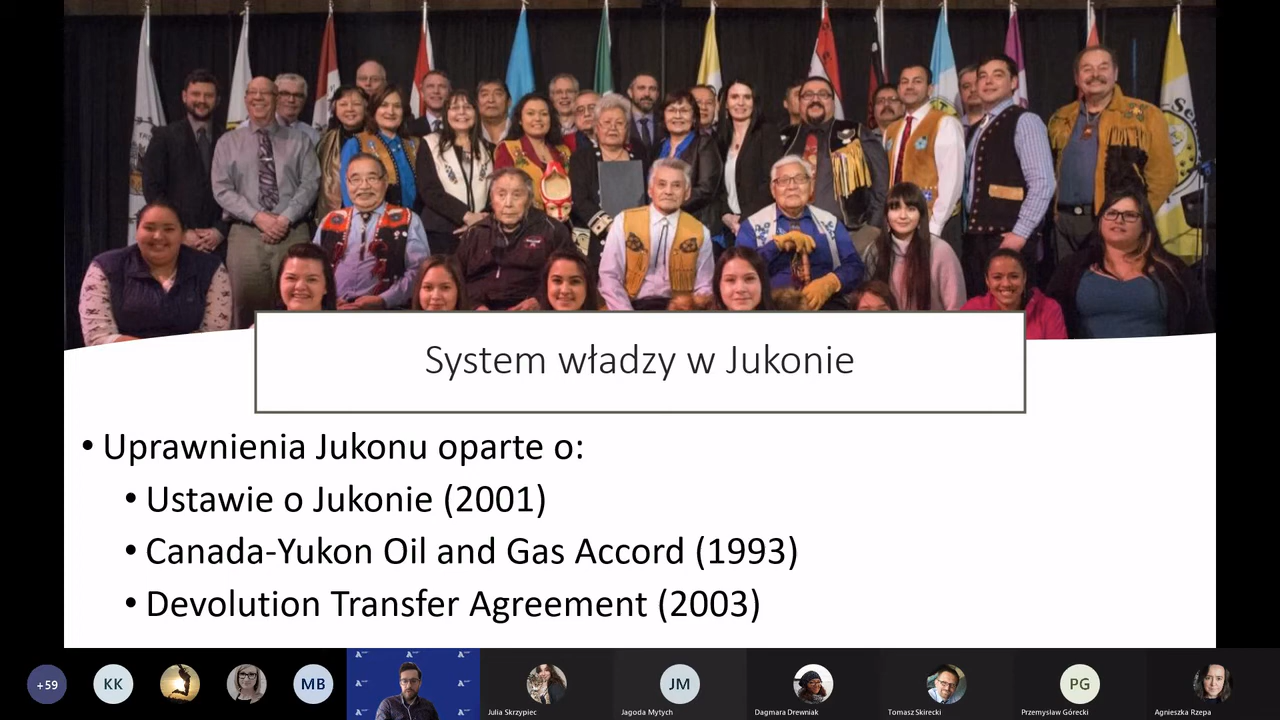 System władzy w Jukonie
• Uprawnienia Jukonu oparte o:
• Ustawie o Jukonie (2001)
• Canada-Yukon Oil and Gas Accord (1993)
• Devolution Transfer Agreement (2003)
+59
KK
MB
JM
PG
Julia Skrzypiec
Jagoda Mytych
Dagmara Drewniak
Tomasz Skirecki
Przemysław Górecki
Agnieszka Rzepa